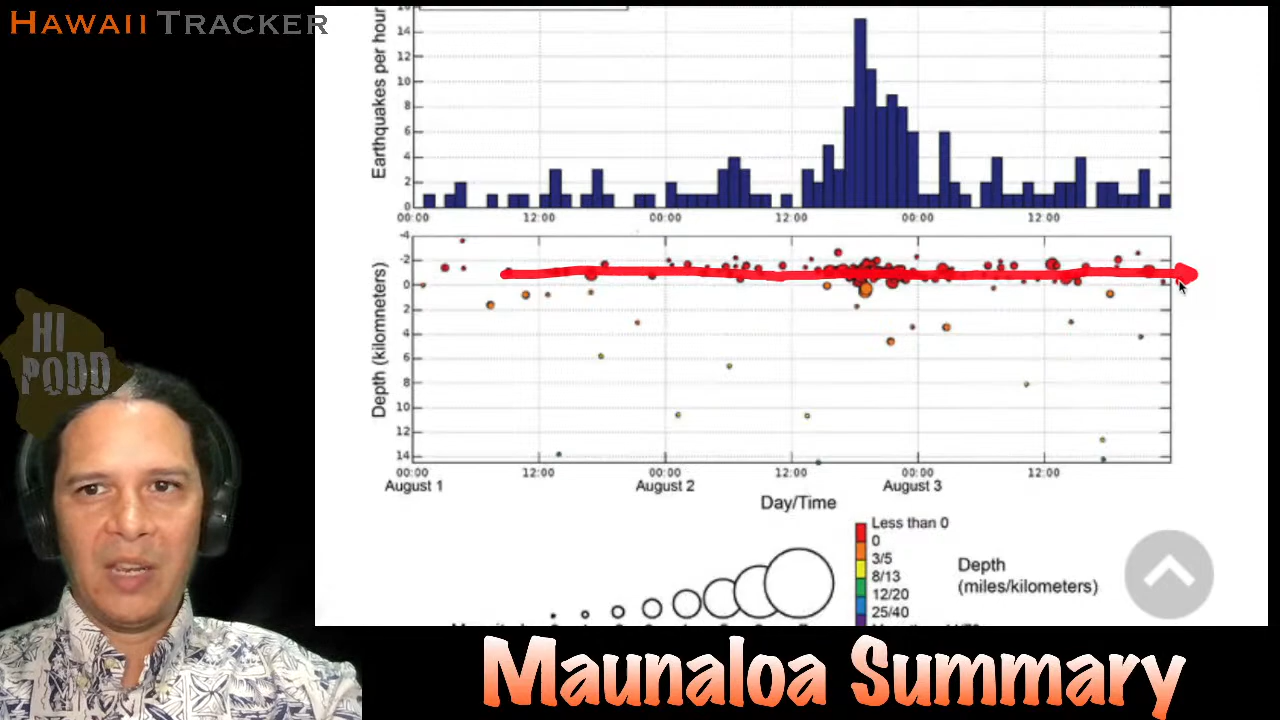 HAWAII TRACKER
Earthquakes per hour
14
12
10
8
6
4
2
0
00:00 12:00 00:00 12:00 00:00 12:00
Depth (kilomneters)
-4
-2
0
2
4
6
8
10
12
14
00:00 12:00 00:00 12:00 00:00 12:00
August 1 August 2 August 3
Day/Time
HI
PODD
Less than 0
0
3/5
8/13
12/20
25/40
Depth
(miles/kilometers)
Maunaloa Summary